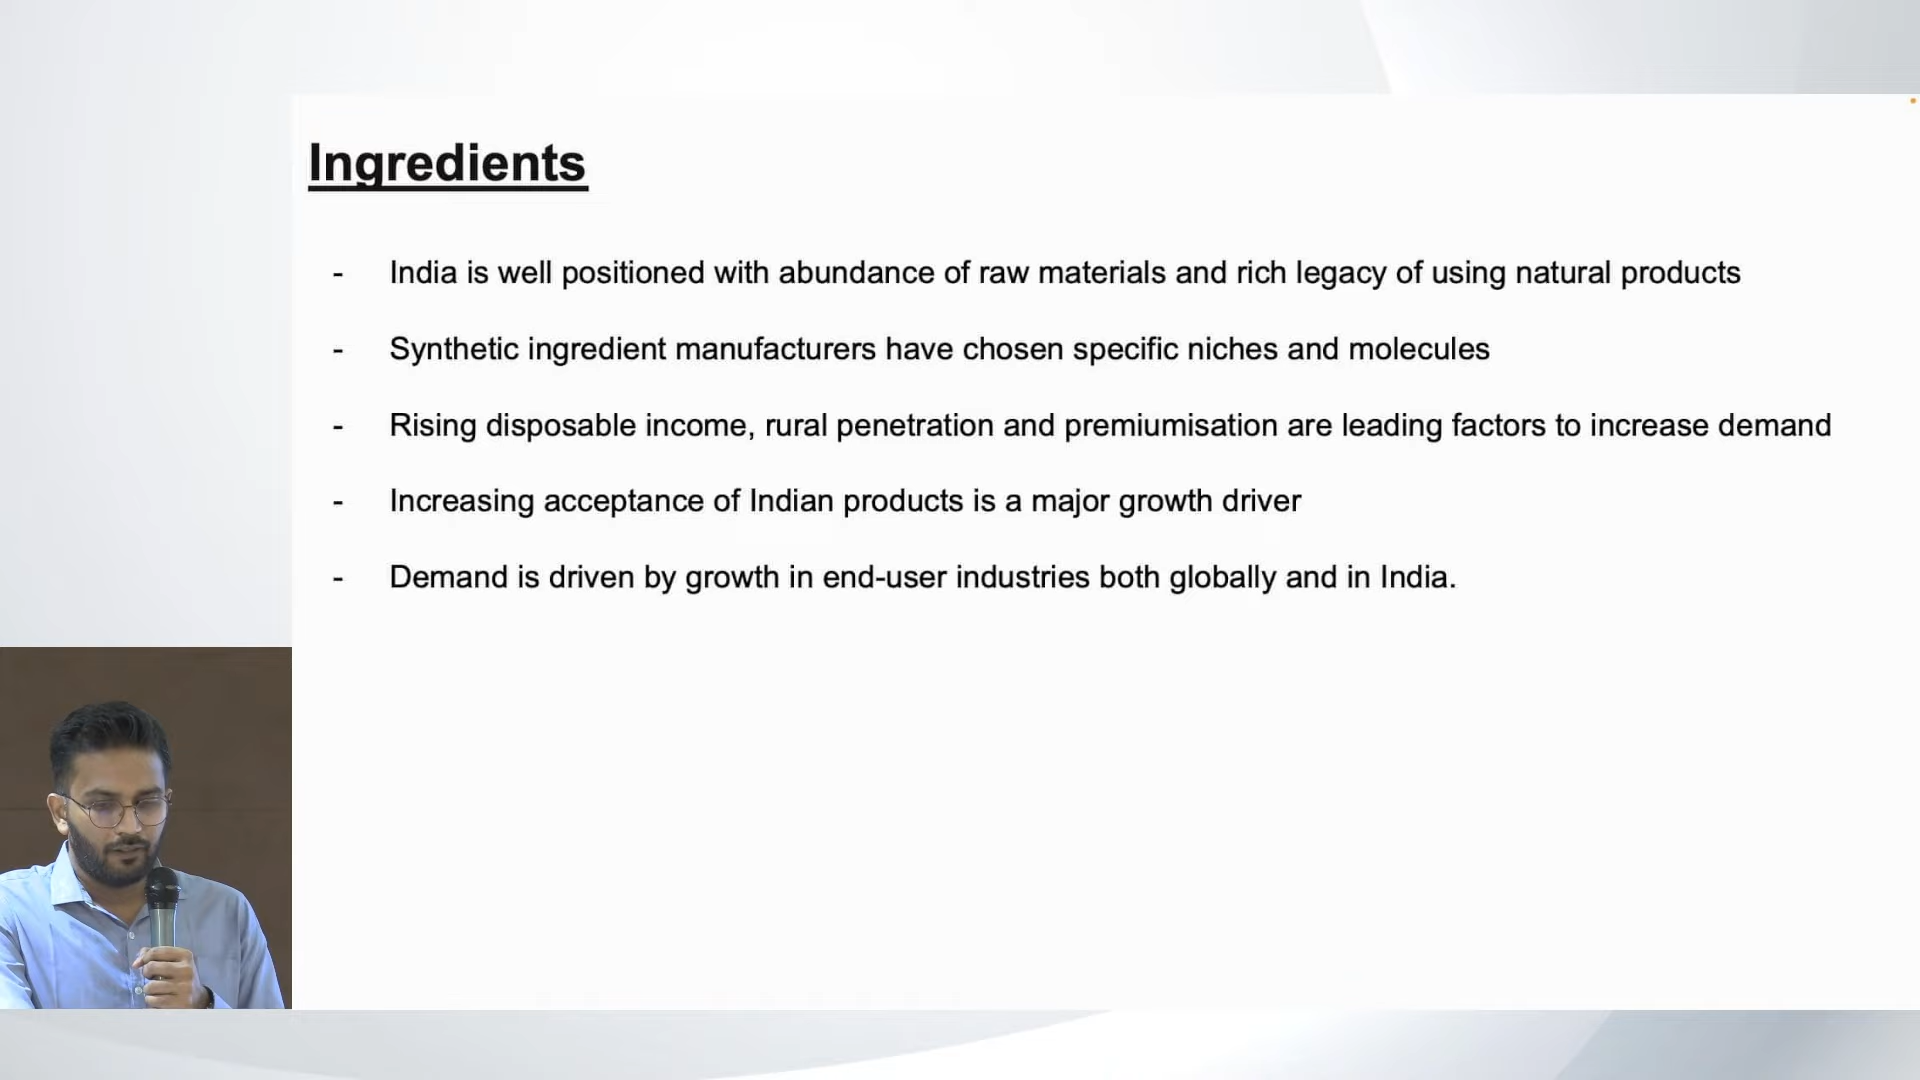 Ingredients
- India is well positioned with abundance of raw materials and rich legacy of using natural products
- Synthetic ingredient manufacturers have chosen specific niches and molecules
- Rising disposable income, rural penetration and premiumisation are leading factors to increase demand
- Increasing acceptance of Indian products is a major growth driver
- Demand is driven by growth in end-user industries both globally and in India.